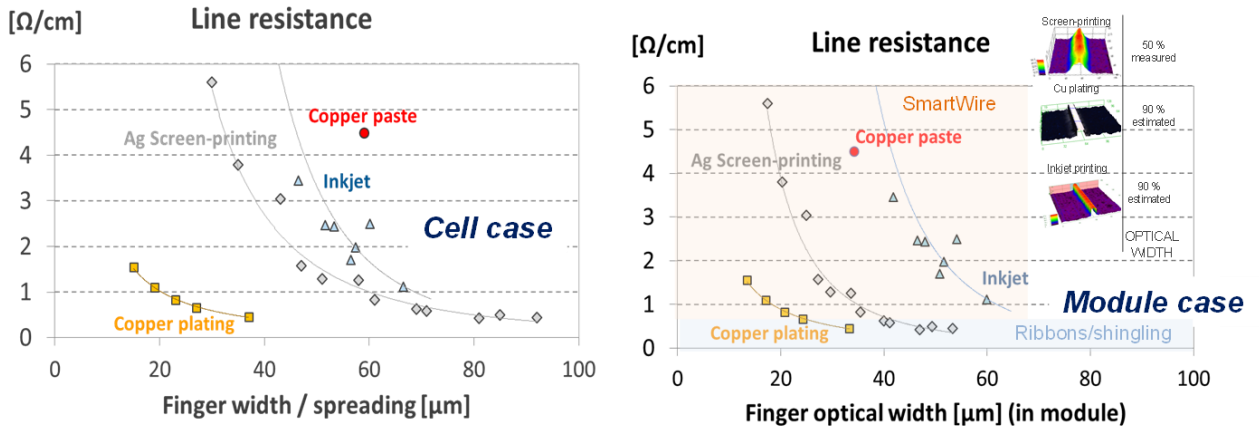 [Ω/cm]
Line resistance
6
5
4
3
2
1
0
0
20
40
60
80
100
Copper paste
Ag Screen-printing
Inkjet
Cell case
Copper plating
Finger width / spreading [µm]
[Ω/cm]
Line resistance
6
5
4
3
2
1
0
0
20
40
60
80
100
SmartWire
Copper paste
Ag Screen-printing
Inkjet
Module case
Copper plating
Ribbons/shingling
Finger optical width [µm] (in module)
Screen-printing
50 %
measured
Cu plating
90 %
estimated
Inkjet printing
90 %
estimated
OPTICAL
WIDTH